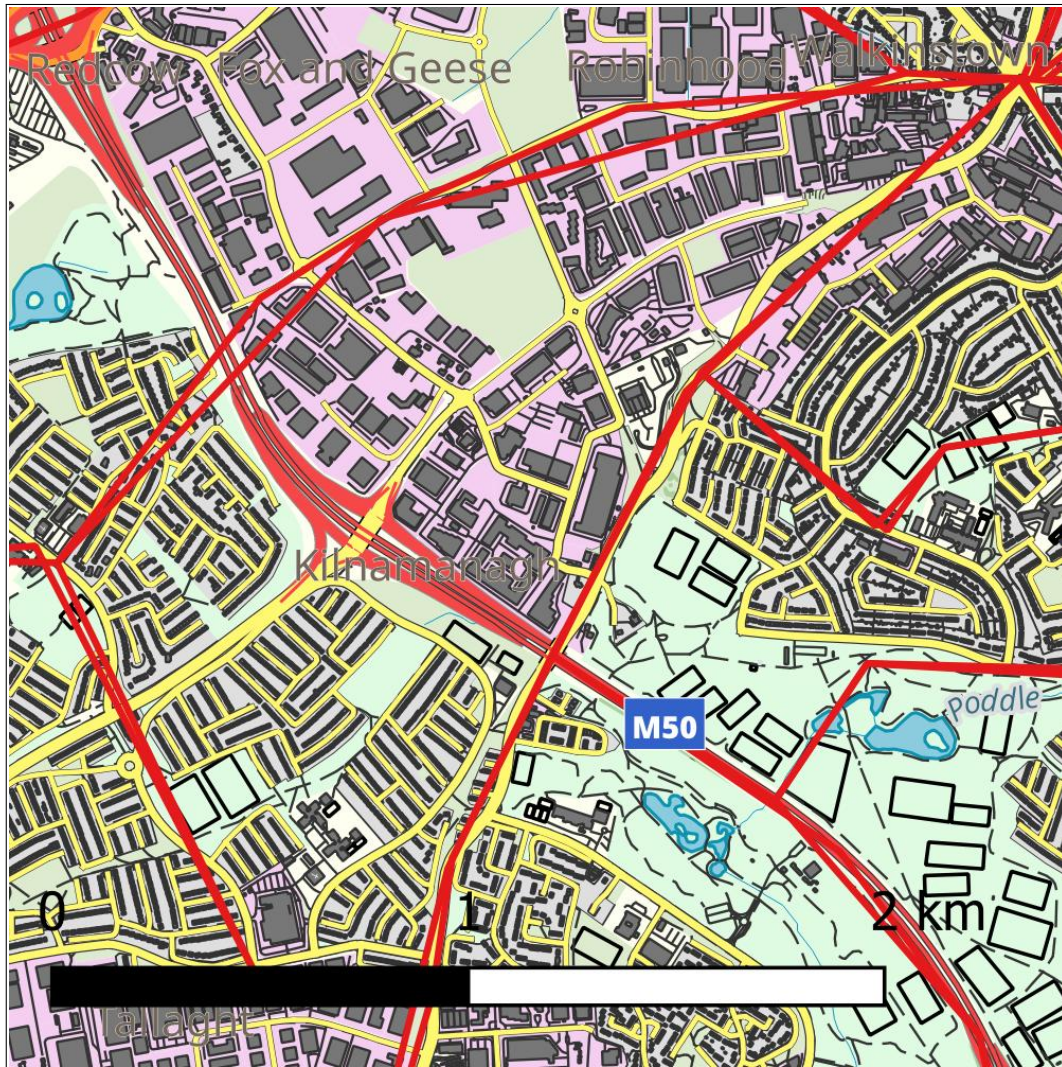 Redcow
Fox and Geese
Robinhood
Walkinstown
Kilnamanagh
M50
Poddle
0
1
2 km
Tallaght